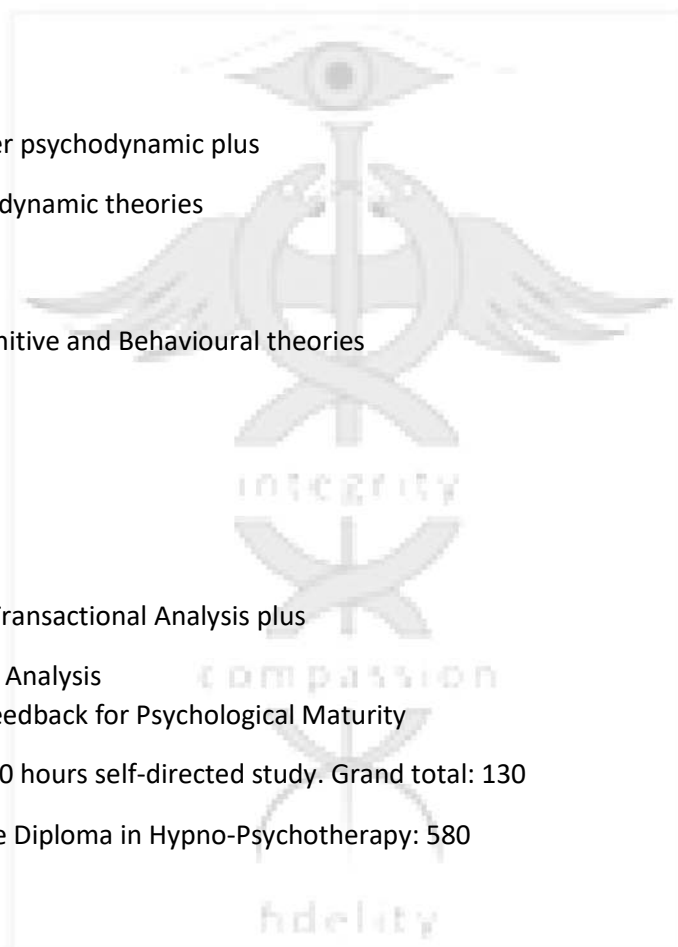 er psychodynamic plus
dynamic theories
nitive and Behavioural theories
integrity
Transactional Analysis plus
compassion
Analysis
eedback for Psychological Maturity
0 hours self-directed study. Grand total: 130
e Diploma in Hypno-Psychotherapy: 580
fidelity